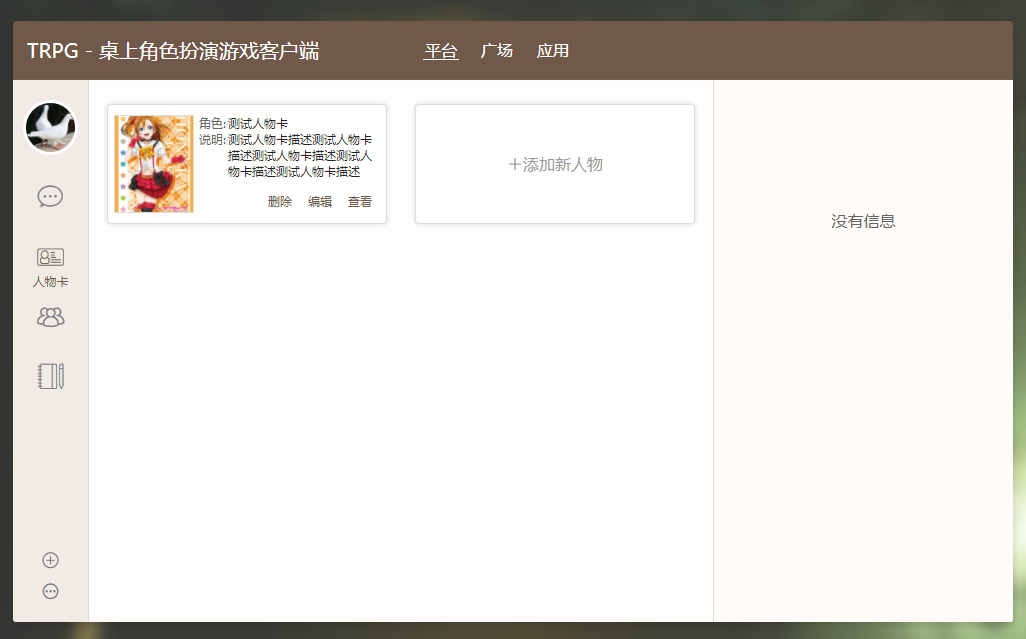 TRPG - 桌上角色扮演游戏客户端
平台 广场 应用
角色: 测试人物卡
说明: 测试人物卡描述测试人物卡
描述测试人物卡描述测试人
物卡描述测试人物卡描述
删除 编辑 查看
+添加新人物
没有信息
人物卡